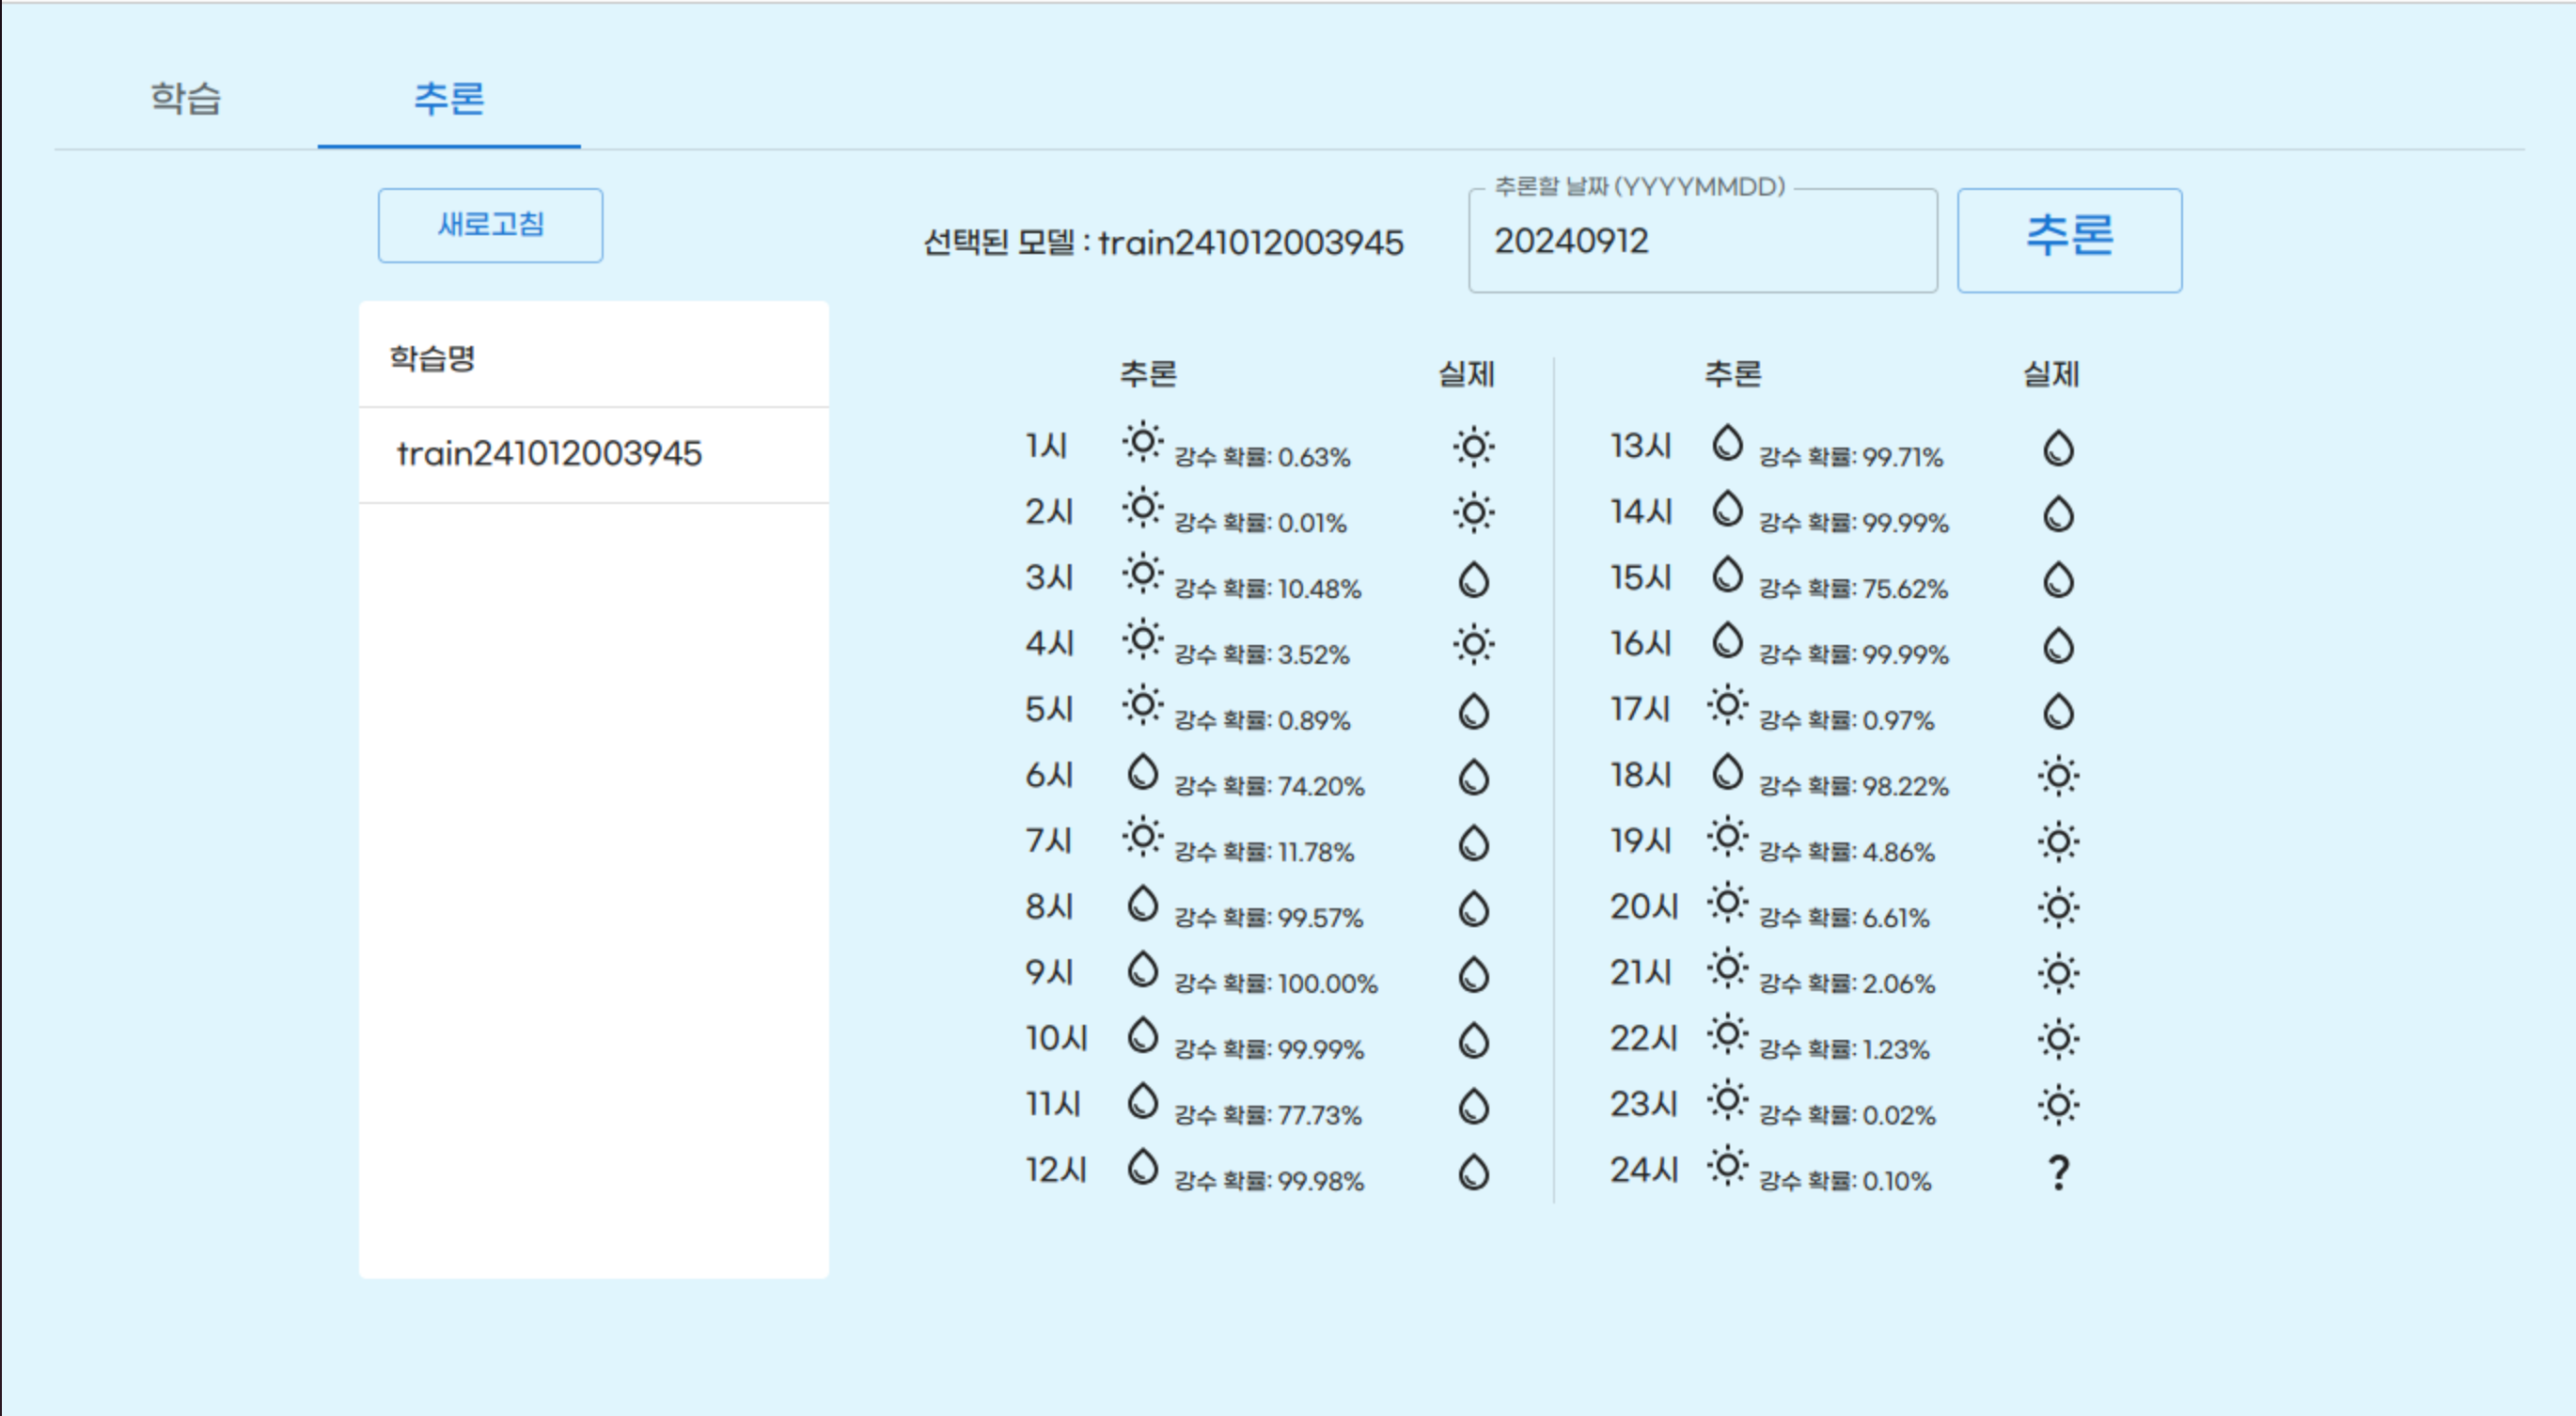 학습
추론
새로고침
선택된 모델 : train241012003945
추론할 날짜 (YYYYMMDD)
20240912
추론
학습명
train241012003945
추론 실제
1시 강수 확률: 0.63%
2시 강수 확률: 0.01%
3시 강수 확률: 10.48%
4시 강수 확률: 3.52%
5시 강수 확률: 0.89%
6시 강수 확률: 74.20%
7시 강수 확률: 11.78%
8시 강수 확률: 99.57%
9시 강수 확률: 100.00%
10시 강수 확률: 99.99%
11시 강수 확률: 77.73%
12시 강수 확률: 99.98%
추론 실제
13시 강수 확률: 99.71%
14시 강수 확률: 99.99%
15시 강수 확률: 75.62%
16시 강수 확률: 99.99%
17시 강수 확률: 0.97%
18시 강수 확률: 98.22%
19시 강수 확률: 4.86%
20시 강수 확률: 6.61%
21시 강수 확률: 2.06%
22시 강수 확률: 1.23%
23시 강수 확률: 0.02%
24시 강수 확률: 0.10% ?